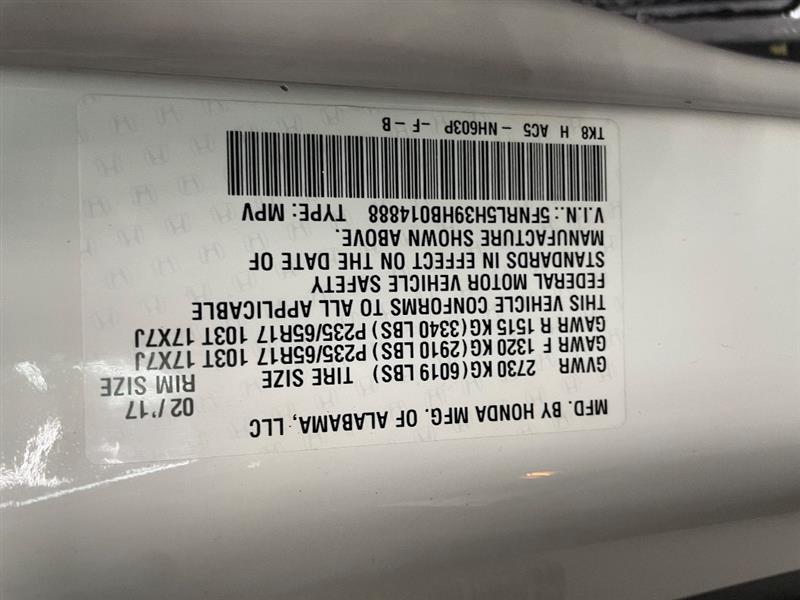 MFD. BY HONDA MFG. OF ALABAMA, LLC 02/'17
GVWR 2730 KG(6019 LBS) TIRE SIZE RIM SIZE
GAWR F 1320 KG(2910 LBS) P235/65R17 103T 17X7J
GAWR R 1515 KG(3340 LBS) P235/65R17 103T 17X7J
THIS VEHICLE CONFORMS TO ALL APPLICABLE
FEDERAL MOTOR VEHICLE SAFETY
STANDARDS IN EFFECT ON THE DATE OF
MANUFACTURE SHOWN ABOVE.
V.I.N.:5FNRL5H39HB014888 TYPE: MPV
TK8 H AC5 - NH603P -F-B